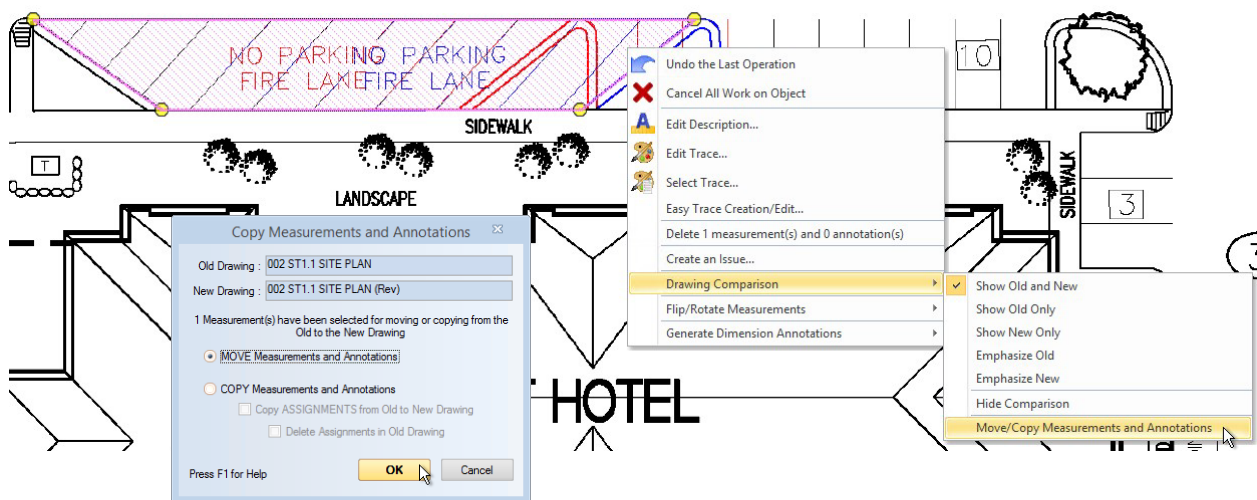 NO PARKING PARKING
FIRE LANE FIRE LANE
10
SIDEWALK
T
LANDSCAPE
SIDEWALK
3
3
HOTEL
Undo the Last Operation
Cancel All Work on Object
A Edit Description...
Edit Trace...
Select Trace...
Easy Trace Creation/Edit...
Delete 1 measurement(s) and 0 annotation(s)
Create an Issue...
Drawing Comparison
Flip/Rotate Measurements
Generate Dimension Annotations
Show Old and New
Show Old Only
Show New Only
Emphasize Old
Emphasize New
Hide Comparison
Move/Copy Measurements and Annotations
Copy Measurements and Annotations
Old Drawing : 002 ST1.1 SITE PLAN
New Drawing : 002 ST1.1 SITE PLAN (Rev)
1 Measurement(s) have been selected for moving or copying from the
Old to the New Drawing
MOVE Measurements and Annotations
COPY Measurements and Annotations
Copy ASSIGNMENTS from Old to New Drawing
Delete Assignments in Old Drawing
Press F1 for Help
OK
Cancel